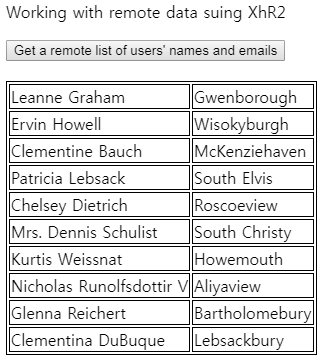 Working with remote data suing XhR2
Get a remote list of users' names and emails
Leanne Graham Gwenborough
Ervin Howell Wisokyburgh
Clementine Bauch McKenziehaven
Patricia Lebsack South Elvis
Chelsey Dietrich Roscoeview
Mrs. Dennis Schulist South Christy
Kurtis Weissnat Howemouth
Nicholas Runolfsdottir V Aliyaview
Glenna Reichert Bartholomebury
Clementina DuBuque Lebsackbury